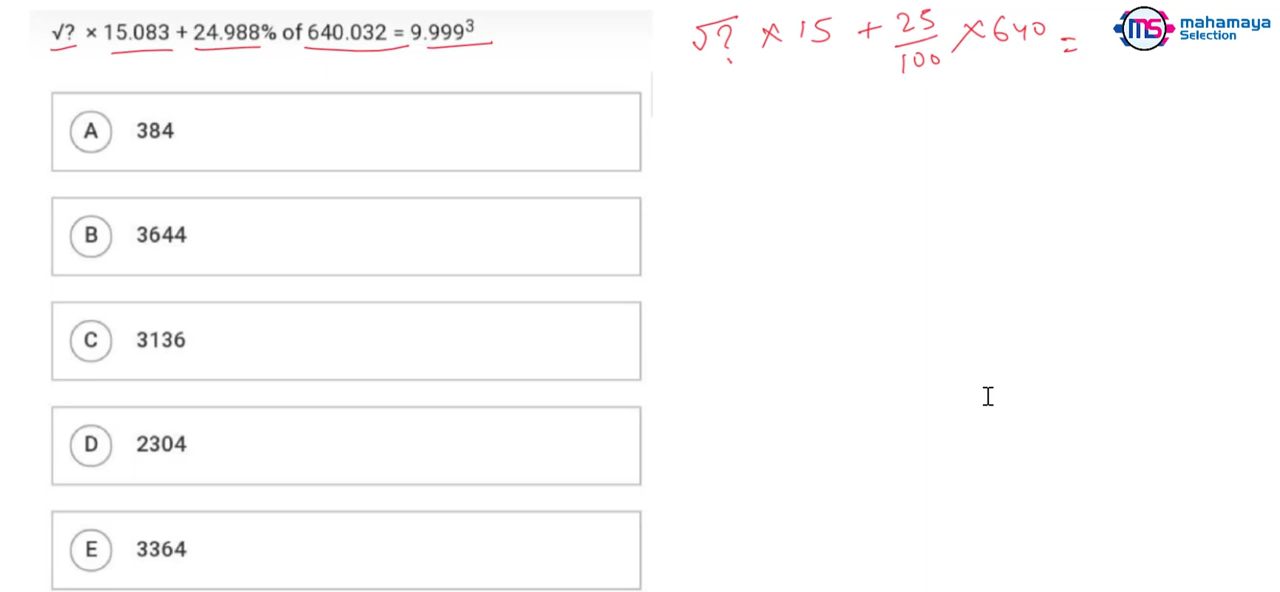 √? × 15.083 + 24.988% of 640.032 = 9.999³
√? × 15 + 25/100 × 640 =
mahamaya
Selection
ms
A 384
B 3644
C 3136
D 2304
E 3364